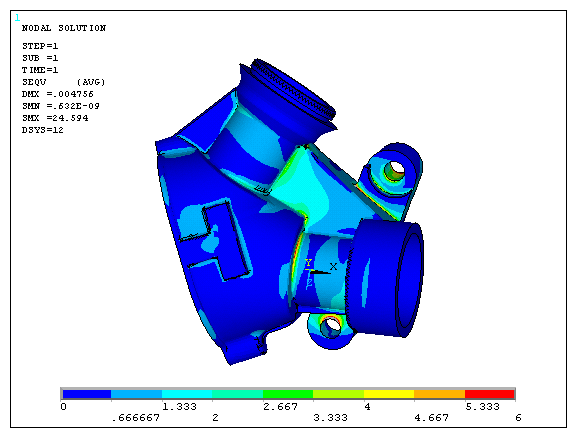 1
NODAL SOLUTION
STEP=1
SUB =1
TIME=1
SEQV (AVG)
DMX =.004756
SMN =.632E-09
SMX =24.594
DSYS=12
Y X
Z
0 1.333 2.667 4 5.333
.666667 2 3.333 4.667 6